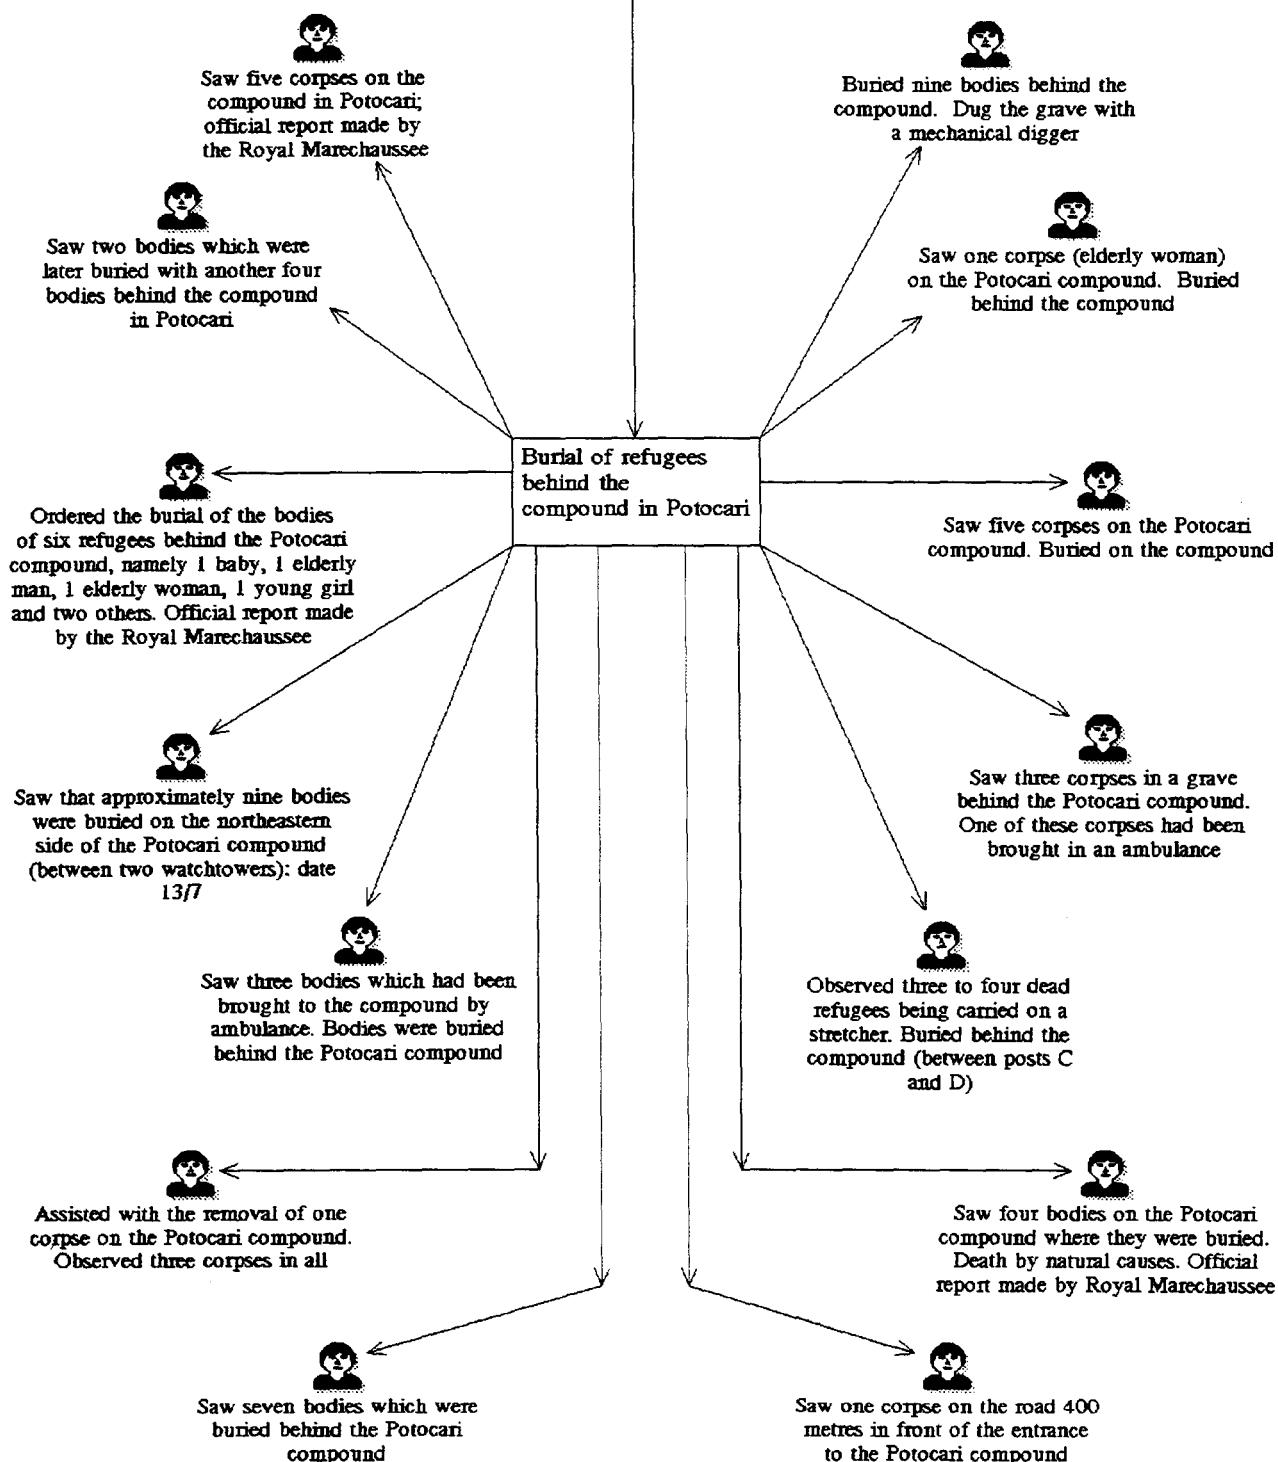 Saw five corpses on the
compound in Potocari;
official report made by
the Royal Marechaussee
Buried nine bodies behind the
compound. Dug the grave with
a mechanical digger
Saw two bodies which were
later buried with another four
bodies behind the compound
in Potocari
Saw one corpse (elderly woman)
on the Potocari compound. Buried
behind the compound
Burial of refugees
behind the
compound in Potocari
Ordered the burial of the bodies
of six refugees behind the Potocari
compound, namely 1 baby, 1 elderly
man, 1 elderly woman, 1 young girl
and two others. Official report made
by the Royal Marechaussee
Saw five corpses on the Potocari
compound. Buried on the compound
Saw that approximately nine bodies
were buried on the northeastern
side of the Potocari compound
(between two watchtowers): date
13/7
Saw three corpses in a grave
behind the Potocari compound.
One of these corpses had been
brought in an ambulance
Saw three bodies which had been
brought to the compound by
ambulance. Bodies were buried
behind the Potocari compound
Observed three to four dead
refugees being carried on a
stretcher. Buried behind the
compound (between posts C
and D)
Assisted with the removal of one
corpse on the Potocari compound.
Observed three corpses in all
Saw four bodies on the Potocari
compound where they were buried.
Death by natural causes. Official
report made by Royal Marechaussee
Saw seven bodies which were
buried behind the Potocari
compound
Saw one corpse on the road 400
metres in front of the entrance
to the Potocari compound